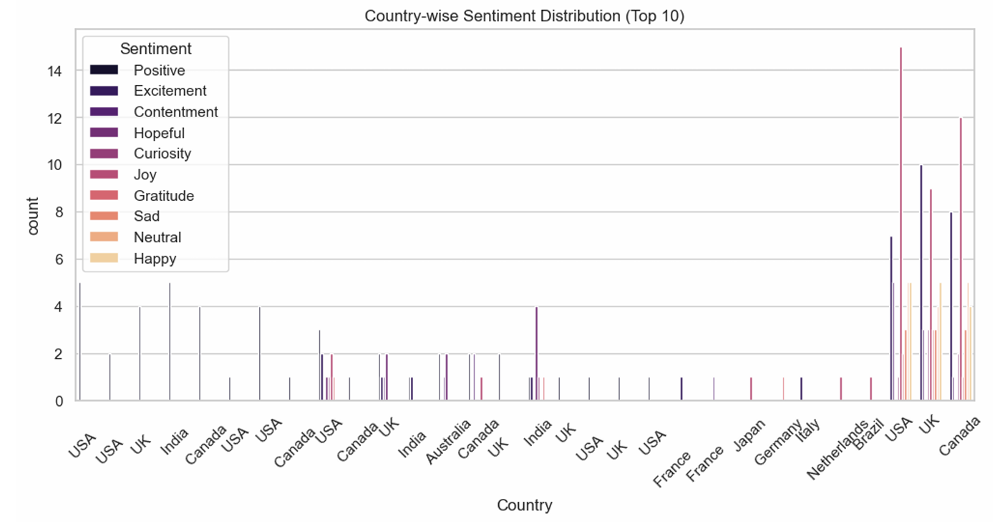 Country-wise Sentiment Distribution (Top 10)
Sentiment
Positive
Excitement
Contentment
Hopeful
Curiosity
Joy
Gratitude
Sad
Neutral
Happy
count
14
12
10
8
6
4
2
0
USA
USA
UK
India
Canada
USA
USA
Canada
USA
Canada
UK
India
Australia
Canada
UK
India
UK
USA
UK
USA
France
France
Japan
Germany
Italy
Netherlands
Brazil
USA
UK
Canada
Country